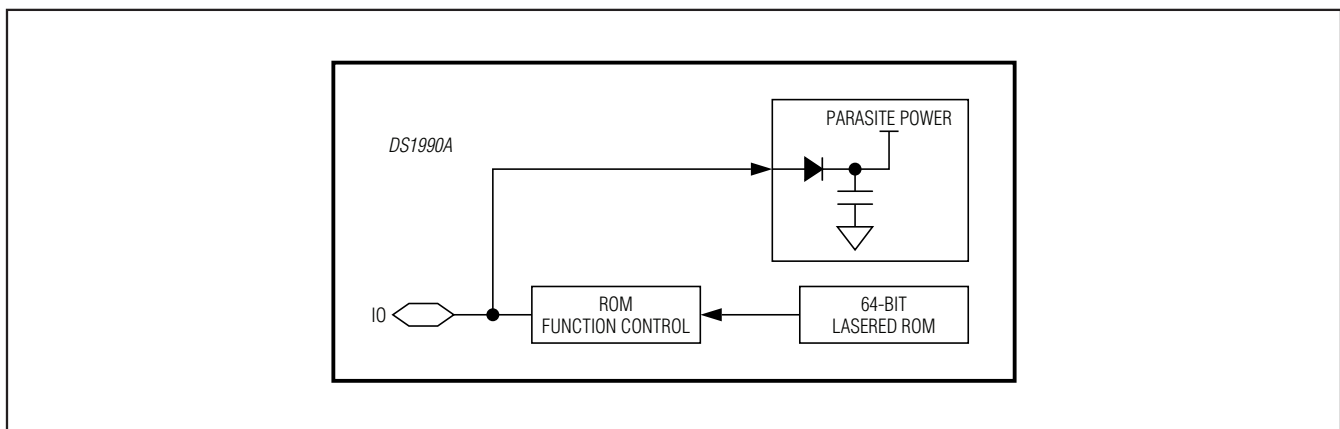 PARASITE POWER
DS1990A
IO
ROM
FUNCTION CONTROL
64-BIT
LASERED ROM